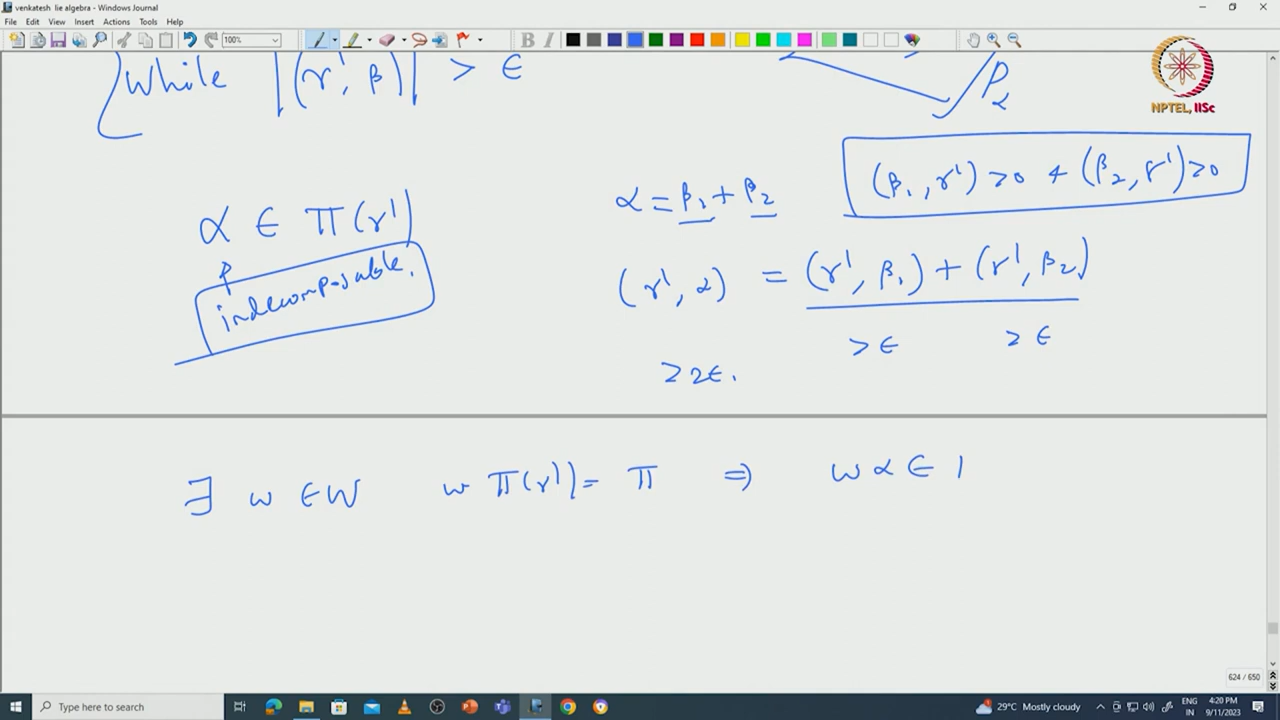 venkatesh lie algebra - Windows Journal
File Edit View Insert Actions Tools Help
100%
B I
NPTEL, IISc
While |(γ', β)| > ϵ
P_α
(β₁, γ') > 0 & (β₂, γ') > 0
α = β₁ + β₂
α ∈ Π(γ')
indecomposable.
(γ', α) = (γ', β₁) + (γ', β₂)
> ϵ > ϵ
> 2ϵ.
∃ w ∈ W w Π(γ') = Π ⇒ w α ∈ 
624 / 650
Type here to search
29°C Mostly cloudy
ENG
IN
4:20 PM
9/11/2023